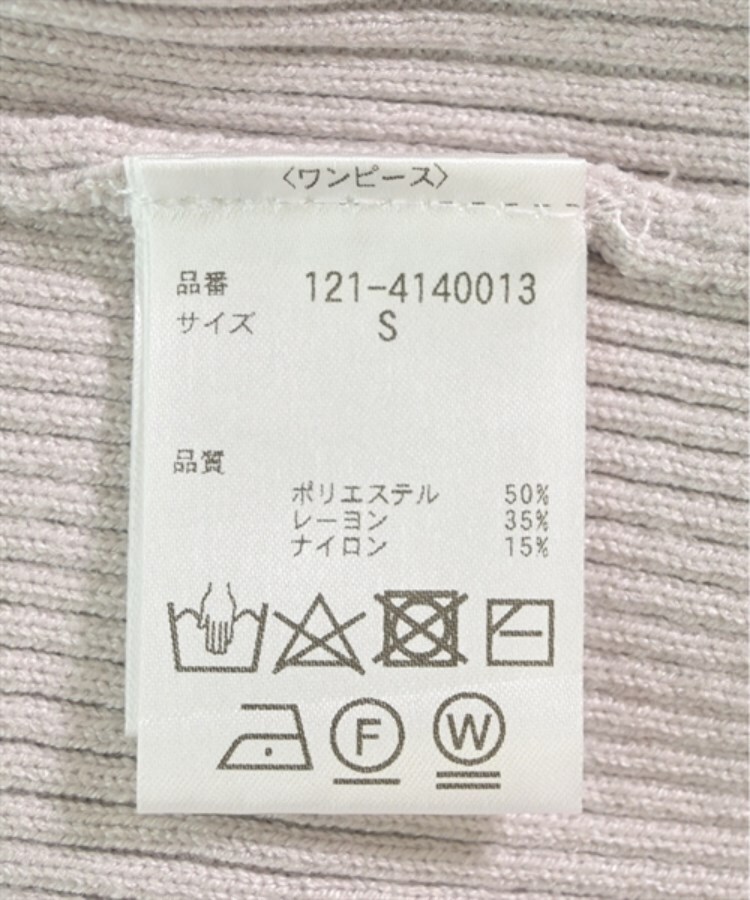 〈ワンピース〉
品番 121-4140013
サイズ S
品質
ポリエステル 50%
レーヨン 35%
ナイロン 15%
F W